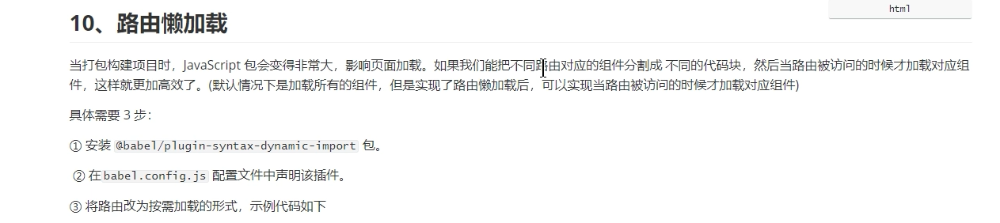 html
10、路由懒加载
当打包构建项目时，JavaScript 包会变得非常大，影响页面加载。如果我们能把不同路由对应的组件分割成 不同的代码块，然后当路由被访问的时候才加载对应组
件，这样就更加高效了。(默认情况下是加载所有的组件，但是实现了路由懒加载后，可以实现当路由被访问的时候才加载对应组件)
具体需要 3 步：
① 安装 @babel/plugin-syntax-dynamic-import 包。
② 在 babel.config.js 配置文件中声明该插件。
③ 将路由改为按需加载的形式，示例代码如下